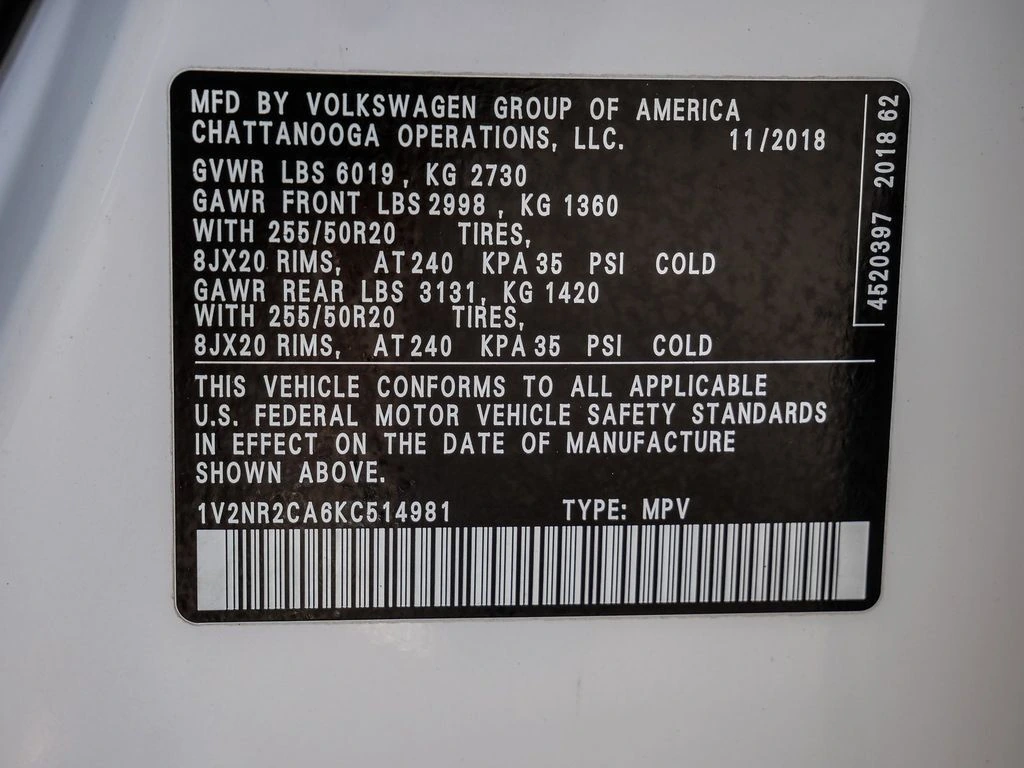 MFD BY VOLKSWAGEN GROUP OF AMERICA
CHATTANOOGA OPERATIONS, LLC. 11/2018
GVWR LBS 6019, KG 2730
GAWR FRONT LBS 2998, KG 1360
WITH 255/50R20 TIRES,
8JX20 RIMS, AT 240 KPA 35 PSI COLD
GAWR REAR LBS 3131, KG 1420
WITH 255/50R20 TIRES,
8JX20 RIMS, AT 240 KPA 35 PSI COLD
THIS VEHICLE CONFORMS TO ALL APPLICABLE
U.S. FEDERAL MOTOR VEHICLE SAFETY STANDARDS
IN EFFECT ON THE DATE OF MANUFACTURE
SHOWN ABOVE.
1V2NR2CA6KC514981 TYPE: MPV
4520397 2018 62